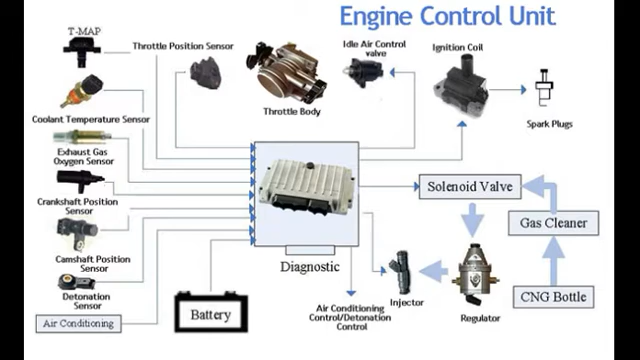 Engine Control Unit
T-MAP
Throttle Position Sensor
Idle Air Control
valve
Ignition Coil
Throttle Body
Spark Plugs
Coolant Temperature Sensor
Exhaust Gas
Oxygen Sensor
Crankshaft Position
Sensor
Camshaft Position
Sensor
Detonation
Sensor
Air Conditioning
Battery
Diagnostic
Air Conditioning
Control/Detonation
Control
Injector
Regulator
Solenoid Valve
Gas Cleaner
CNG Bottle